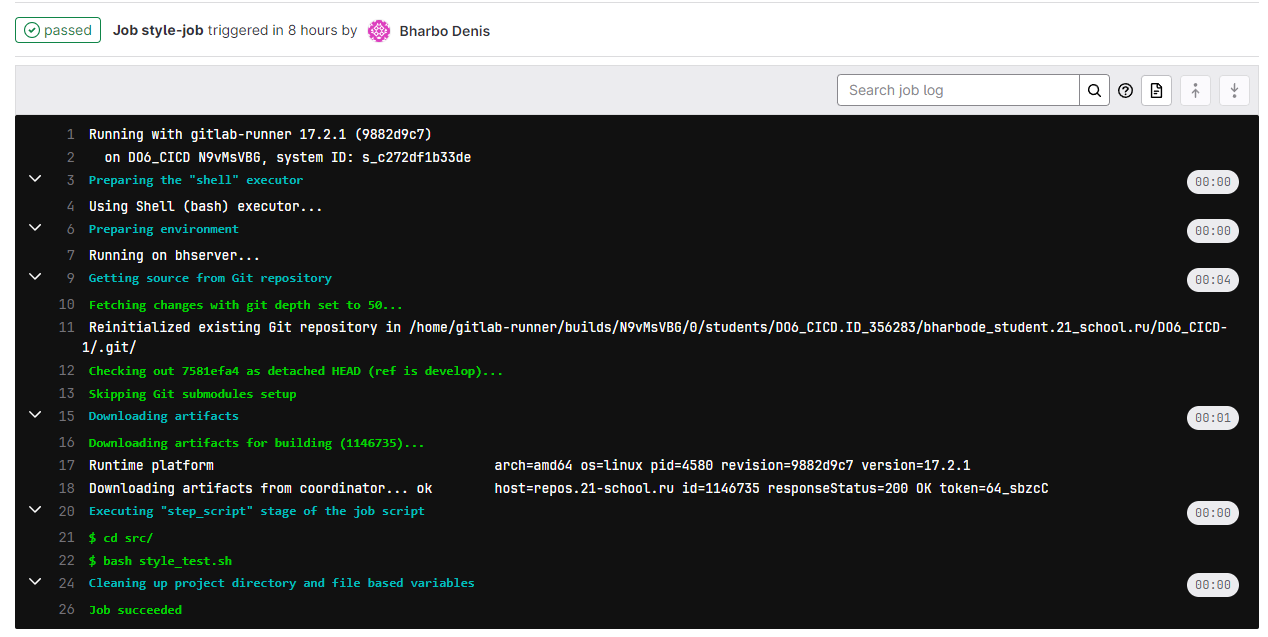 passed Job style-job triggered in 8 hours by Bharbo Denis
Search job log
1 Running with gitlab-runner 17.2.1 (9882d9c7)
2 on DO6_CICD N9vMsVBG, system ID: s_c272df1b33de
3 Preparing the "shell" executor 00:00
4 Using Shell (bash) executor...
6 Preparing environment 00:00
7 Running on bhserver...
9 Getting source from Git repository 00:04
10 Fetching changes with git depth set to 50...
11 Reinitialized existing Git repository in /home/gitlab-runner/builds/N9vMsVBG/0/students/DO6_CICD.ID_356283/bharbode_student.21_school.ru/DO6_CICD-
1/.git/
12 Checking out 7581efa4 as detached HEAD (ref is develop)...
13 Skipping Git submodules setup
15 Downloading artifacts 00:01
16 Downloading artifacts for building (1146735)...
17 Runtime platform arch=amd64 os=linux pid=4580 revision=9882d9c7 version=17.2.1
18 Downloading artifacts from coordinator... ok host=repos.21-school.ru id=1146735 responseStatus=200 OK token=64_sbzcC
20 Executing "step_script" stage of the job script 00:00
21 $ cd src/
22 $ bash style_test.sh
24 Cleaning up project directory and file based variables 00:00
26 Job succeeded